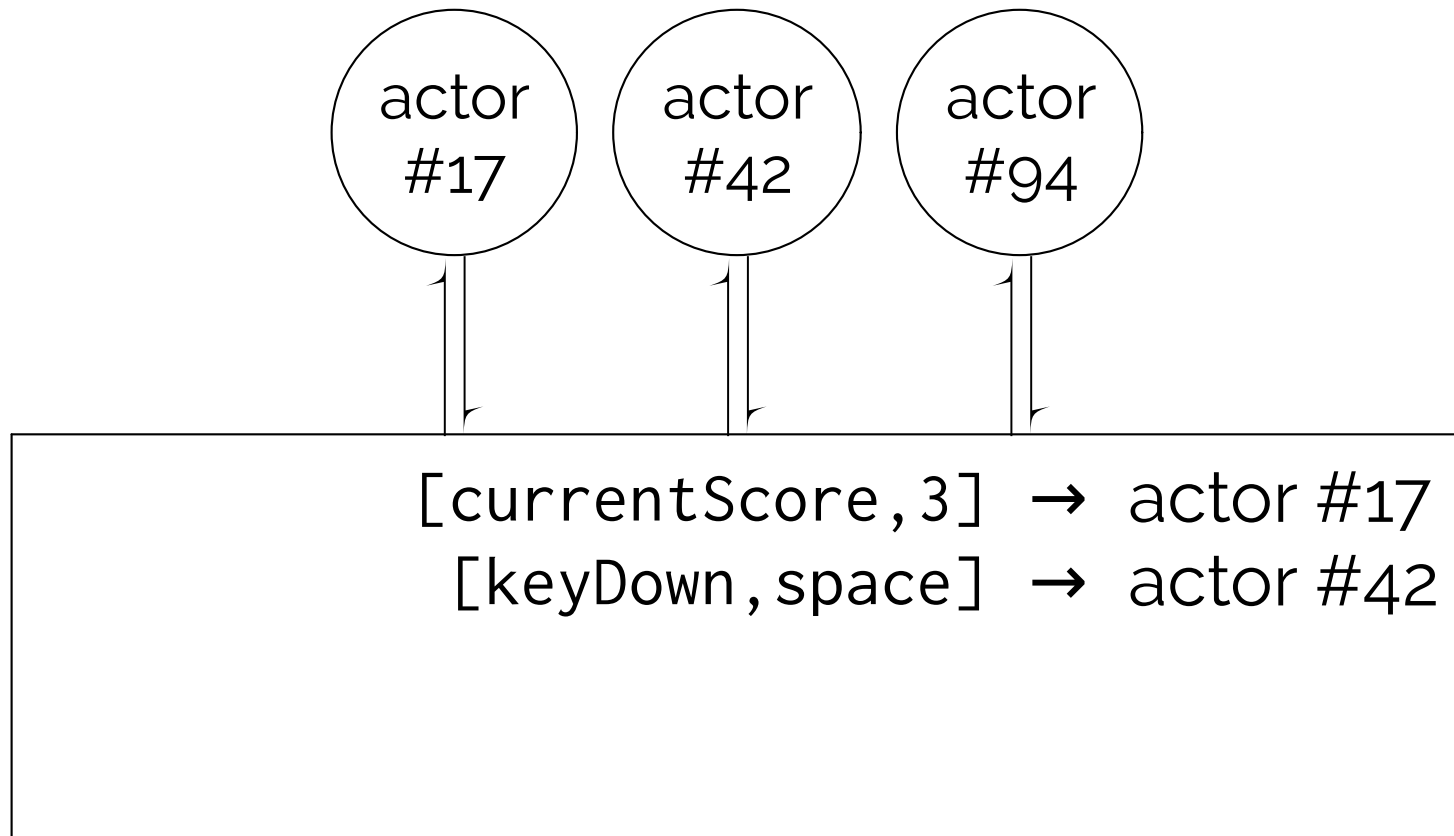 actor
#17
actor
#42
actor
#94
[currentScore,3] → actor #17
[keyDown,space] → actor #42